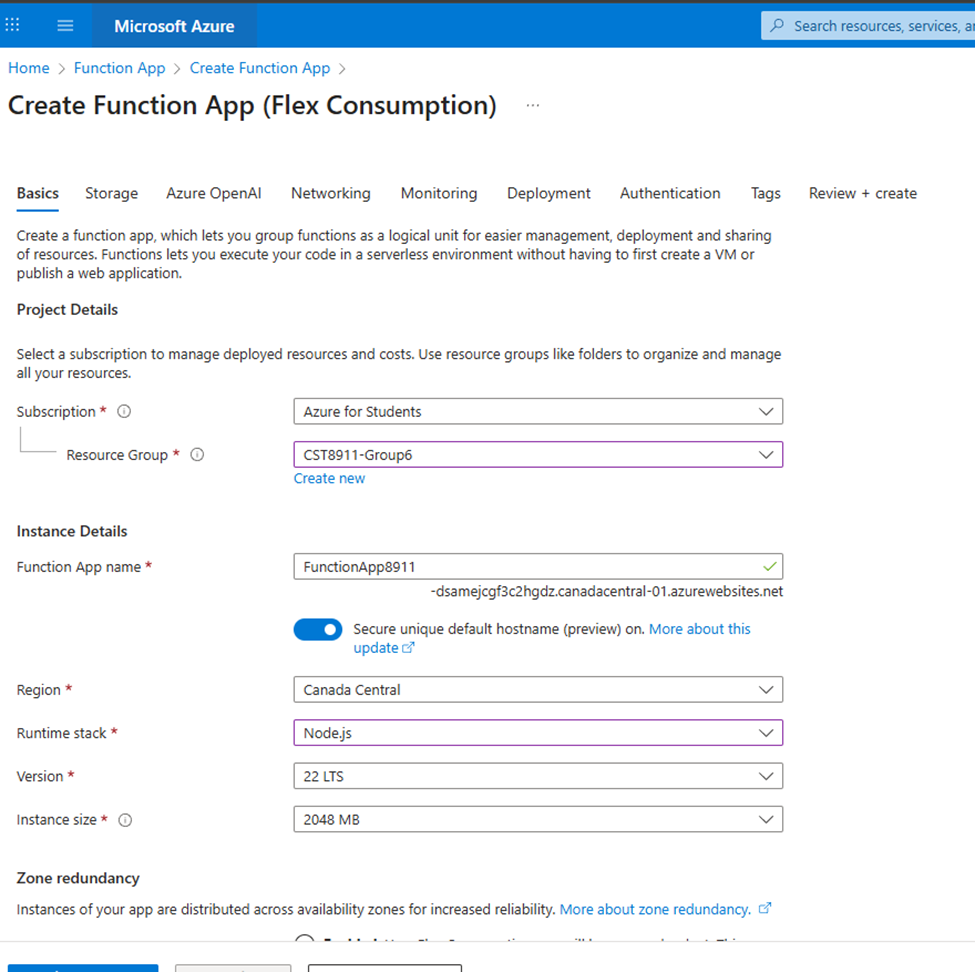 Microsoft Azure
Search resources, services, an
Home > Function App > Create Function App >
Create Function App (Flex Consumption) ...
Basics Storage Azure OpenAI Networking Monitoring Deployment Authentication Tags Review + create
Create a function app, which lets you group functions as a logical unit for easier management, deployment and sharing
of resources. Functions lets you execute your code in a serverless environment without having to first create a VM or
publish a web application.
Project Details
Select a subscription to manage deployed resources and costs. Use resource groups like folders to organize and manage
all your resources.
Subscription * Azure for Students
Resource Group * CST8911-Group6
Create new
Instance Details
Function App name * FunctionApp8911
-dsamejcgf3c2hgdz.canadacentral-01.azurewebsites.net
Secure unique default hostname (preview) on. More about this
update
Region * Canada Central
Runtime stack * Node.js
Version * 22 LTS
Instance size * 2048 MB
Zone redundancy
Instances of your app are distributed across availability zones for increased reliability. More about zone redundancy.